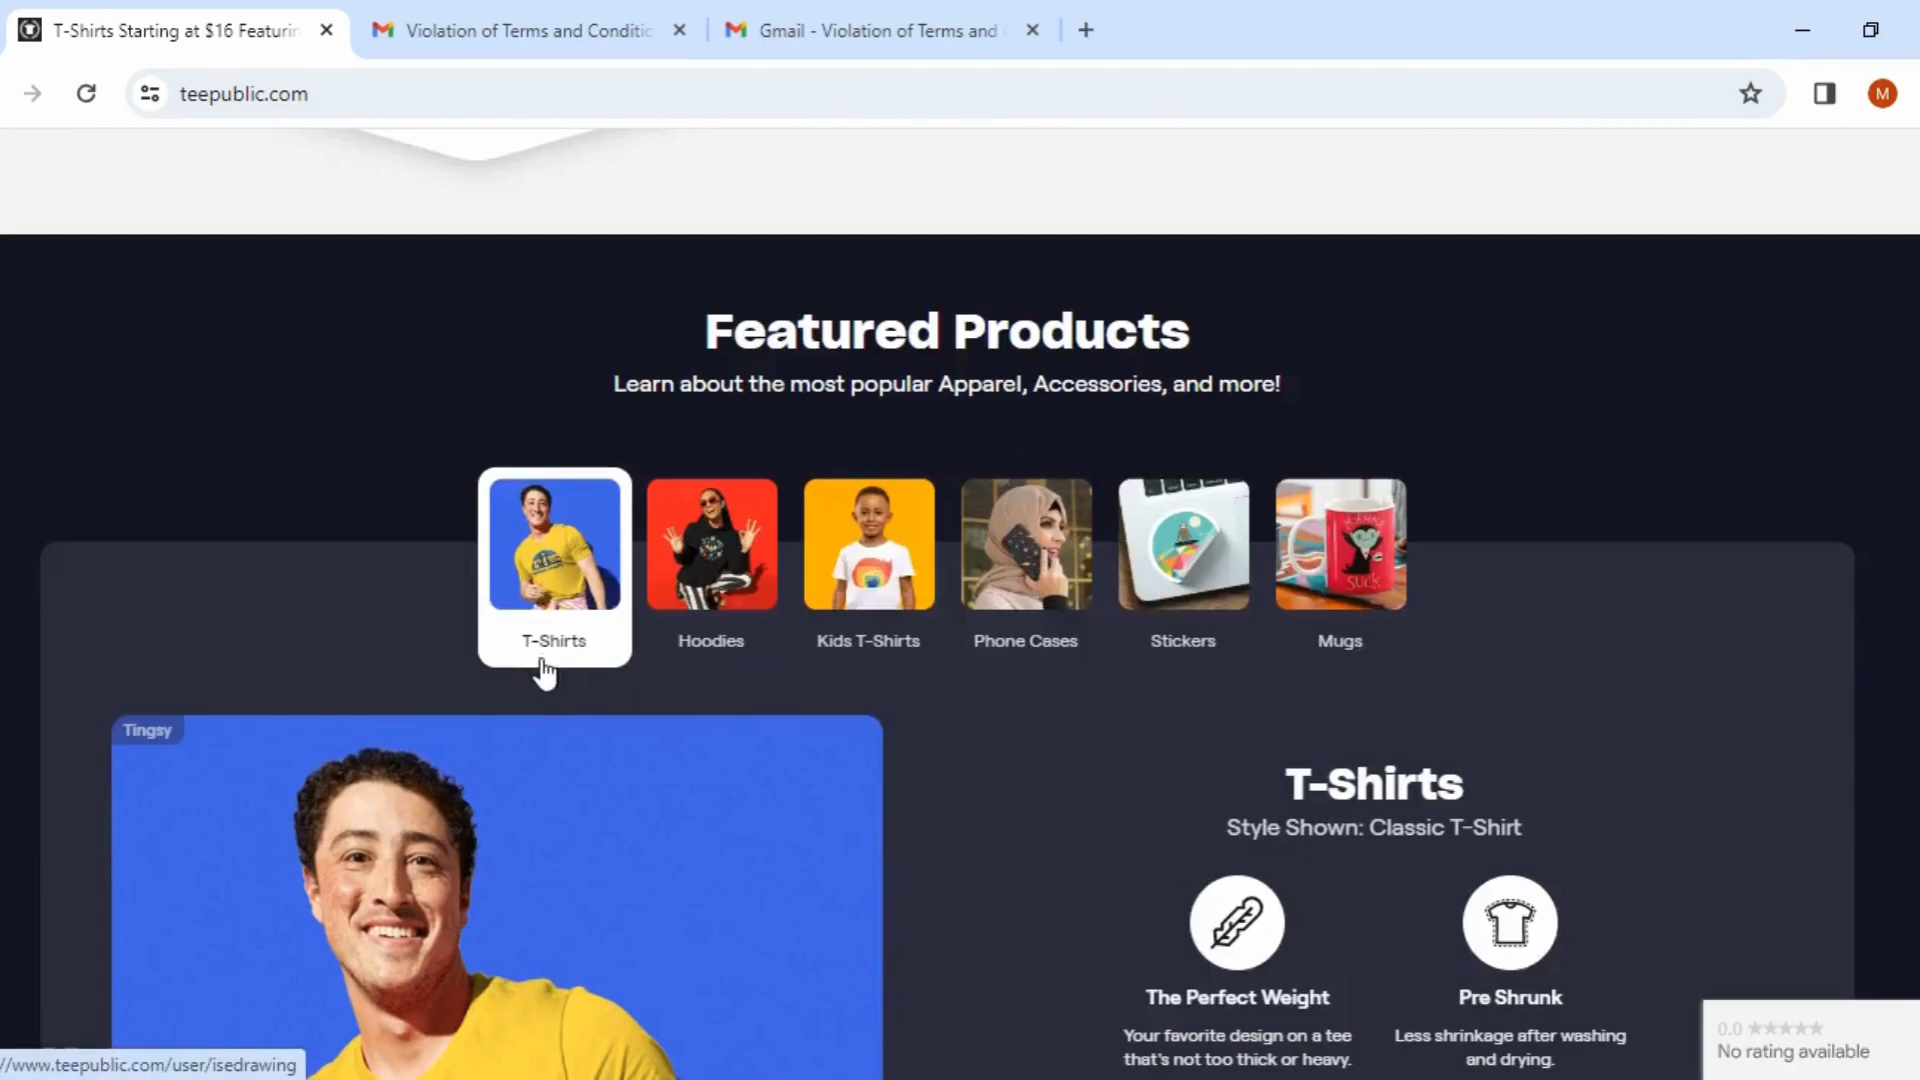 T-Shirts Starting at $16 Featurin
Violation of Terms and Conditio
Gmail - Violation of Terms and C
teepublic.com
M
Featured Products
Learn about the most popular Apparel, Accessories, and more!
SUCK
T-Shirts
Hoodies
Kids T-Shirts
Phone Cases
Stickers
Mugs
Tingsy
T-Shirts
Style Shown: Classic T-Shirt
The Perfect Weight
Pre Shrunk
Your favorite design on a tee
that's not too thick or heavy.
Less shrinkage after washing
and drying.
0.0 ★★★★★
No rating available
//www.teepublic.com/user/isedrawing